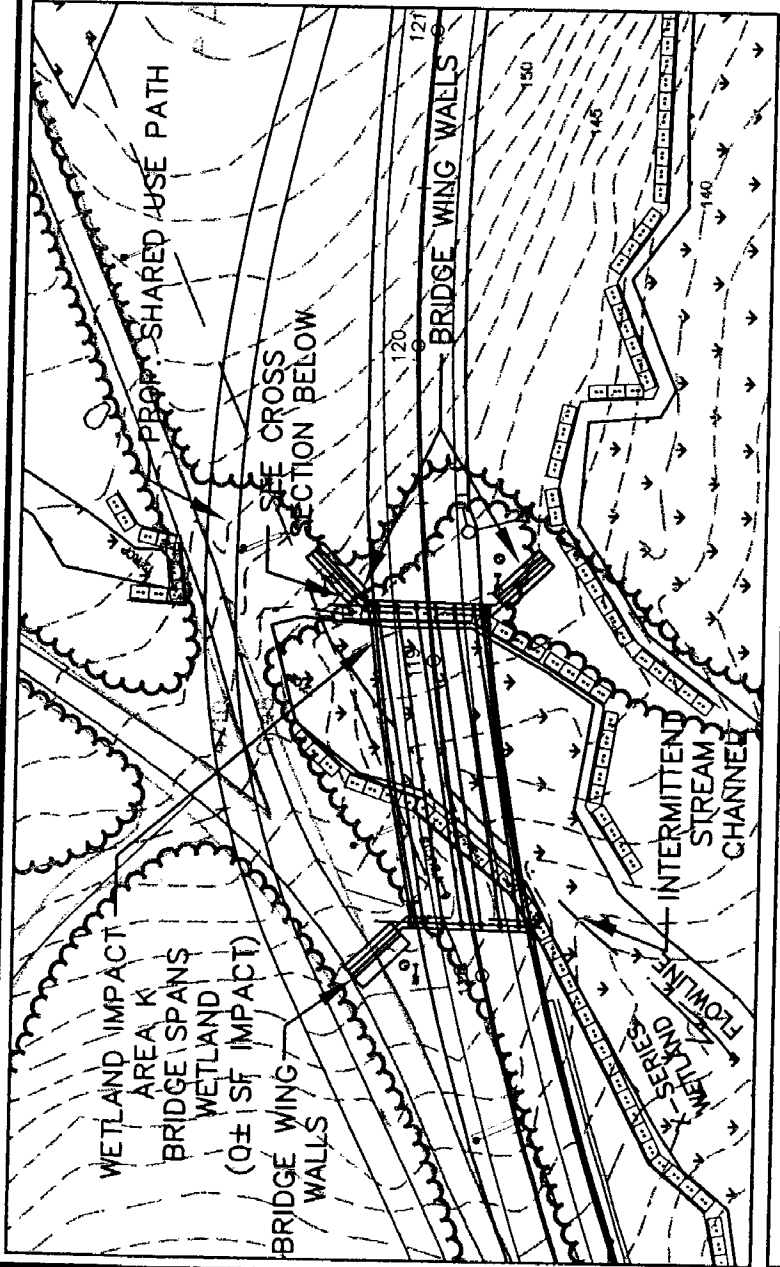 WETLAND IMPACT
AREA K
BRIDGE SPANS
WETLAND
(0± SF IMPACT)
BRIDGE WING
WALLS
PROP. SHARED USE PATH
SEE CROSS
SECTION BELOW
BRIDGE WING WALLS
119
120
121
150
145
140
INTERMITTENT
STREAM
CHANNEL
FLOWLINE
X-SERIES
WETLAND